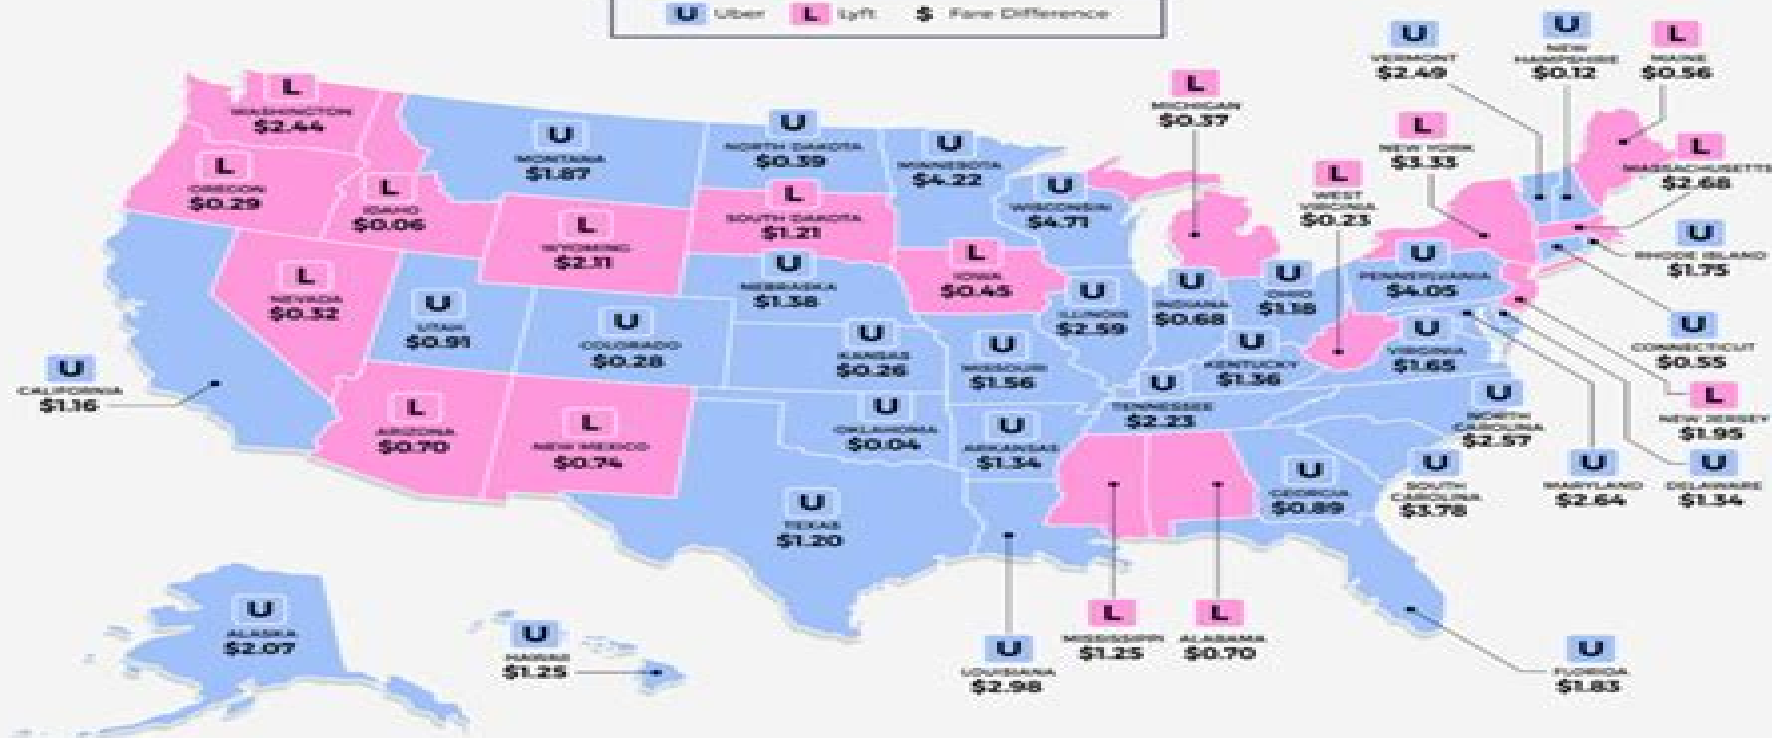 U Uber L Lyft $ Fare Difference
U
VERMONT
$2.49
U
NEW
HAMPSHIRE
$0.12
L
MAINE
$0.56
L
WASHINGTON
$2.44
L
MICHIGAN
$0.37
L
NEW YORK
$3.33
L
MASSACHUSETTS
$2.68
U
MONTANA
$1.87
U
NORTH DAKOTA
$0.39
U
MINNESOTA
$4.22
L
OREGON
$0.29
L
IDAHO
$0.06
L
WYOMING
$2.11
L
SOUTH DAKOTA
$1.21
U
WISCONSIN
$4.71
L
WEST
VIRGINIA
$0.23
U
RHODE ISLAND
$1.75
L
NEVADA
$0.32
U
UTAH
$0.91
U
COLORADO
$0.28
U
NEBRASKA
$1.38
L
IOWA
$0.45
U
ILLINOIS
$2.59
U
INDIANA
$0.68
U
OHIO
$1.18
U
PENNSYLVANIA
$4.05
U
CONNECTICUT
$0.55
U
CALIFORNIA
$1.16
U
KANSAS
$0.26
U
MISSOURI
$1.56
U
KENTUCKY
$1.36
U
VIRGINIA
$1.65
L
NEW JERSEY
$1.95
L
ARIZONA
$0.70
L
NEW MEXICO
$0.74
U
OKLAHOMA
$0.04
U
ARKANSAS
$1.34
U
TENNESSEE
$2.23
U
NORTH
CAROLINA
$2.57
U
TEXAS
$1.20
U
GEORGIA
$0.89
U
SOUTH
CAROLINA
$3.78
U
MARYLAND
$2.64
U
DELAWARE
$1.34
U
ALASKA
$2.07
U
HAWAII
$1.25
U
LOUISIANA
$2.98
L
MISSISSIPPI
$1.25
L
ALABAMA
$0.70
U
FLORIDA
$1.83